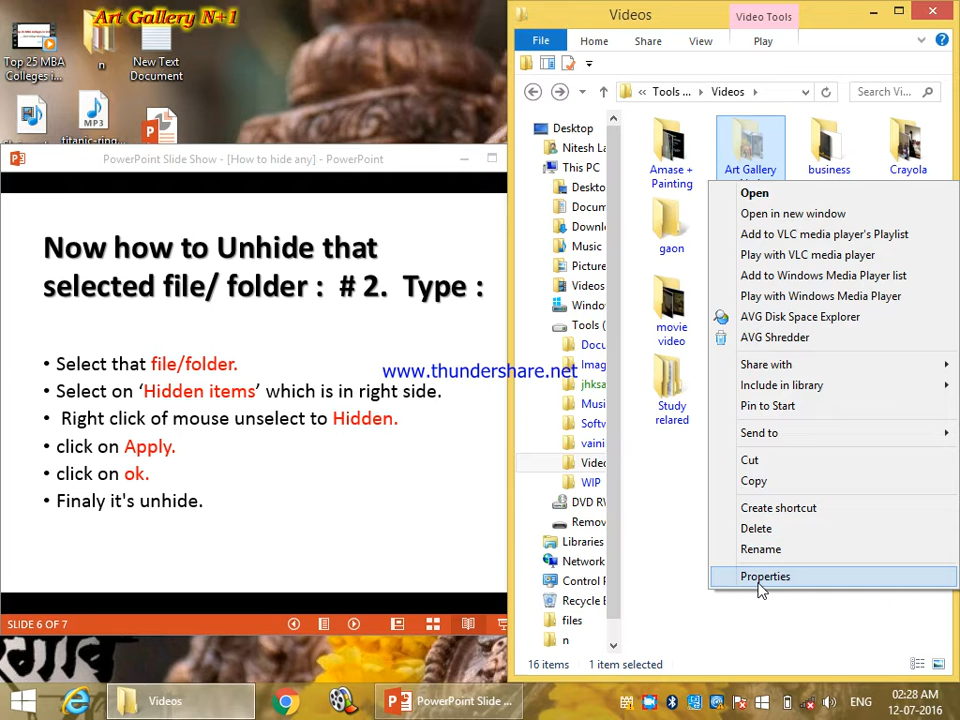 Art Gallery N+1
Top 25 MBA
Colleges i...
n
New Text
Document
MP3
titanic-ring...
PowerPoint Slide Show - [How to hide any] - PowerPoint
Now how to Unhide that
selected file/ folder : # 2. Type :
• Select that file/folder.
• Select on ‘Hidden items’ which is in right side.
• Right click of mouse unselect to Hidden.
• click on Apply.
• click on ok.
• Finaly it's unhide.
www.thundershare.net
SLIDE 6 OF 7
Videos
Video Tools
File
Home
Share
View
Play
« Tools ...
Videos
Search Vi...
Desktop
Nitesh La
This PC
Deskto
Docum
Downl
Music
Picture
Videos
Windo
Tools (
Docu
Imag
jhksa
Musi
Softw
vaini
Videc
WIP
DVD RW
Remov
Libraries
Network
Control P
Recycle B
files
n
Amase +
Painting
Art Gallery
business
Crayola
gaon
movie
video
Study
relared
Open
Open in new window
Add to VLC media player's Playlist
Play with VLC media player
Add to Windows Media Player list
Play with Windows Media Player
AVG Disk Space Explorer
AVG Shredder
Share with
Include in library
Pin to Start
Send to
Cut
Copy
Create shortcut
Delete
Rename
Properties
16 items
1 item selected
Videos
PowerPoint Slide ...
ENG
02:28 AM
12-07-2016